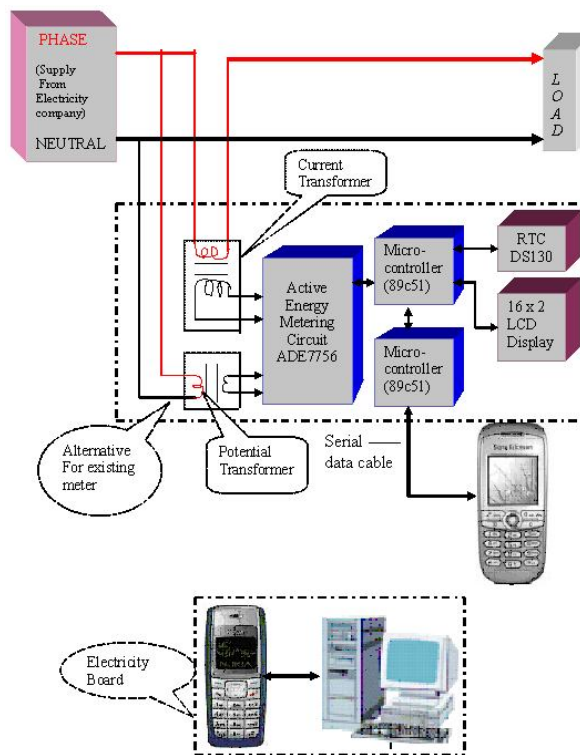 PHASE
(Supply
From
Electricity
company)
NEUTRAL
LOAD
Current
Transformer
Active
Energy
Metering
Circuit
ADE7756
Micro-
controller
(89c51)
RTC
DS130
16 x 2
LCD
Display
Micro-
controller
(89c51)
Alternative
For existing
meter
Potential
Transformer
Serial
data cable
Sony Ericsson
Electricity
Board